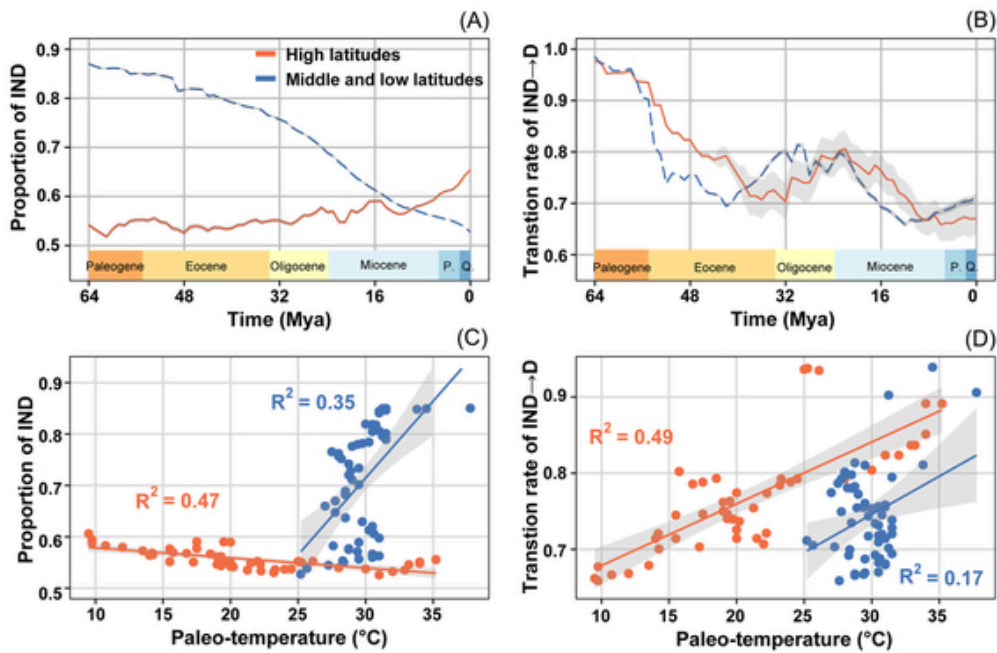 (A)
Proportion of IND
0.9
0.8
0.7
0.6
0.5
High latitudes
Middle and low latitudes
Paleogene
Eocene
Oligocene
Miocene
P.
Q.
64
48
32
16
0
Time (Mya)
(B)
Transtion rate of IND→D
1.0
0.9
0.8
0.7
0.6
Paleogene
Eocene
Oligocene
Miocene
P.
Q.
64
48
32
16
0
Time (Mya)
(C)
Proportion of IND
0.9
0.8
0.7
0.6
0.5
R² = 0.35
R² = 0.47
10
15
20
25
30
35
Paleo-temperature (°C)
(D)
Transtion rate of IND→D
0.9
0.8
0.7
R² = 0.49
R² = 0.17
10
15
20
25
30
35
Paleo-temperature (°C)